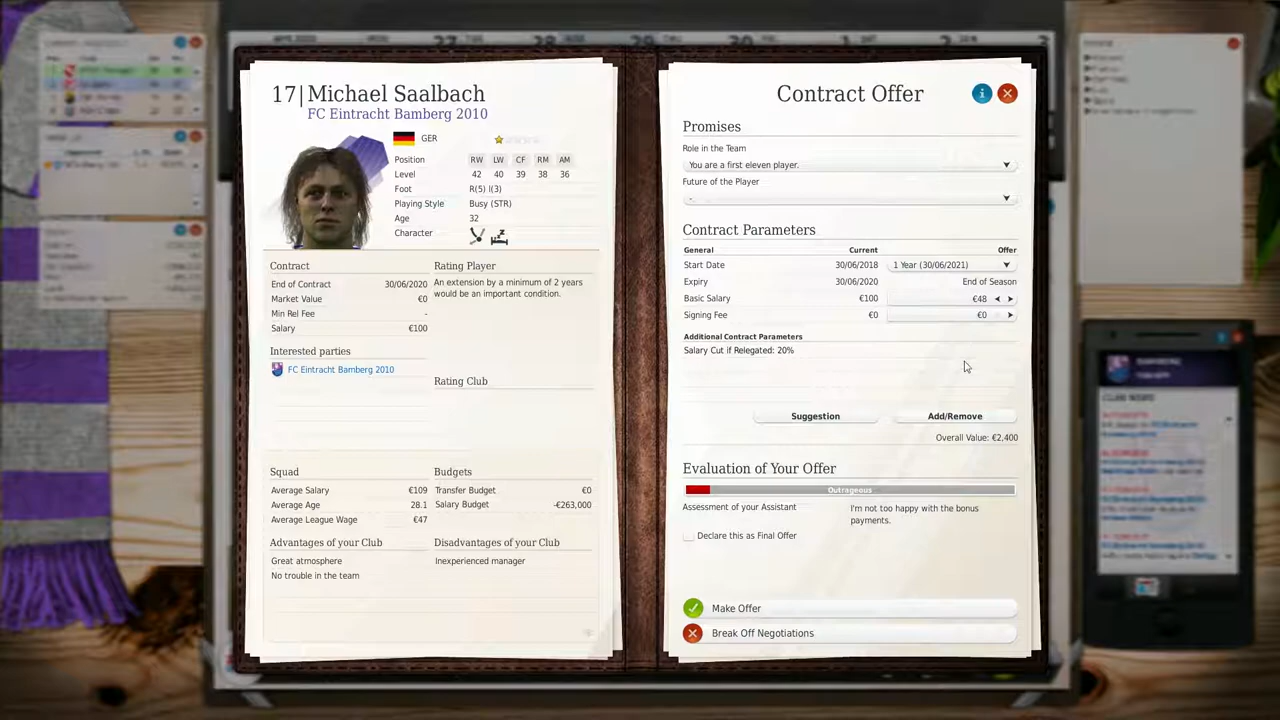 17| Michael Saalbach
FC Eintracht Bamberg 2010
GER
Position RW LW CF RM AM
Level 42 40 39 38 36
Foot R(5) l(3)
Playing Style Busy (STR)
Age 32
Character
Contract
End of Contract 30/06/2020
Market Value €0
Min Rel Fee -
Salary €100
Interested parties
FC Eintracht Bamberg 2010
Rating Player
An extension by a minimum of 2 years
would be an important condition.
Rating Club
Squad
Average Salary €109
Average Age 28.1
Average League Wage €47
Budgets
Transfer Budget €0
Salary Budget -€263,000
Advantages of your Club
Great atmosphere
No trouble in the team
Disadvantages of your Club
Inexperienced manager
Contract Offer
Promises
Role in the Team
You are a first eleven player.
Future of the Player
-
Contract Parameters
General Current Offer
Start Date 30/06/2018 1 Year (30/06/2021)
Expiry 30/06/2020 End of Season
Basic Salary €100 €48
Signing Fee €0 €0
Additional Contract Parameters
Salary Cut if Relegated: 20%
Suggestion Add/Remove
Overall Value: €2,400
Evaluation of Your Offer
Outrageous
Assessment of your Assistant
I'm not too happy with the bonus
payments.
Declare this as Final Offer
Make Offer
Break Off Negotiations